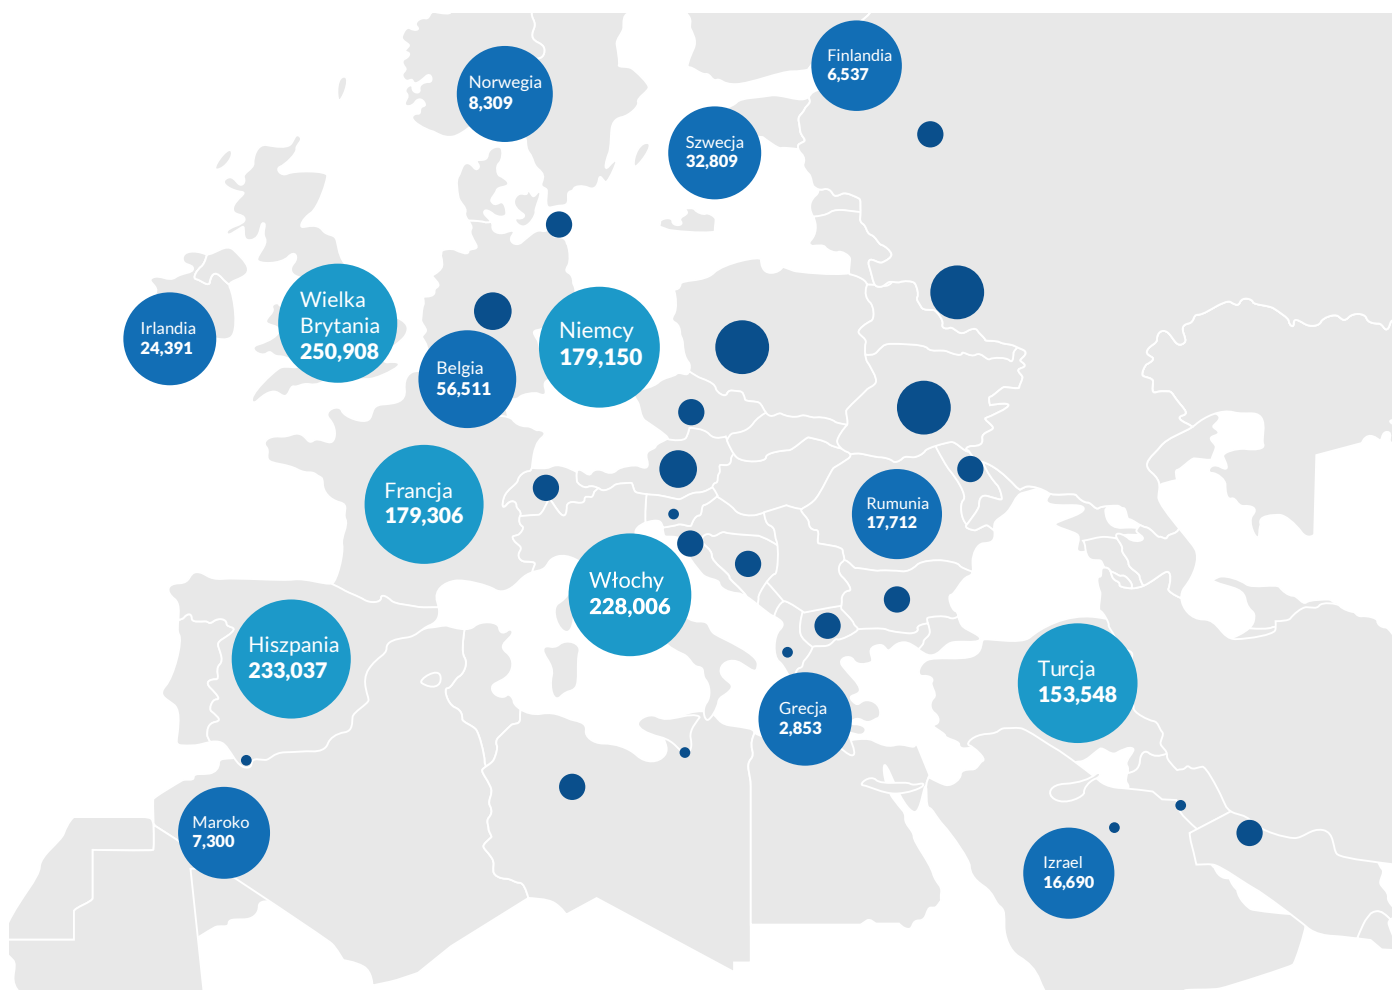 Finlandia
6,537
Norwegia
8,309
Szwecja
32,809
Wielka
Brytania
250,908
Irlandia
24,391
Niemcy
179,150
Belgia
56,511
Francja
179,306
Rumunia
17,712
Włochy
228,006
Hiszpania
233,037
Turcja
153,548
Grecja
2,853
Maroko
7,300
Izrael
16,690